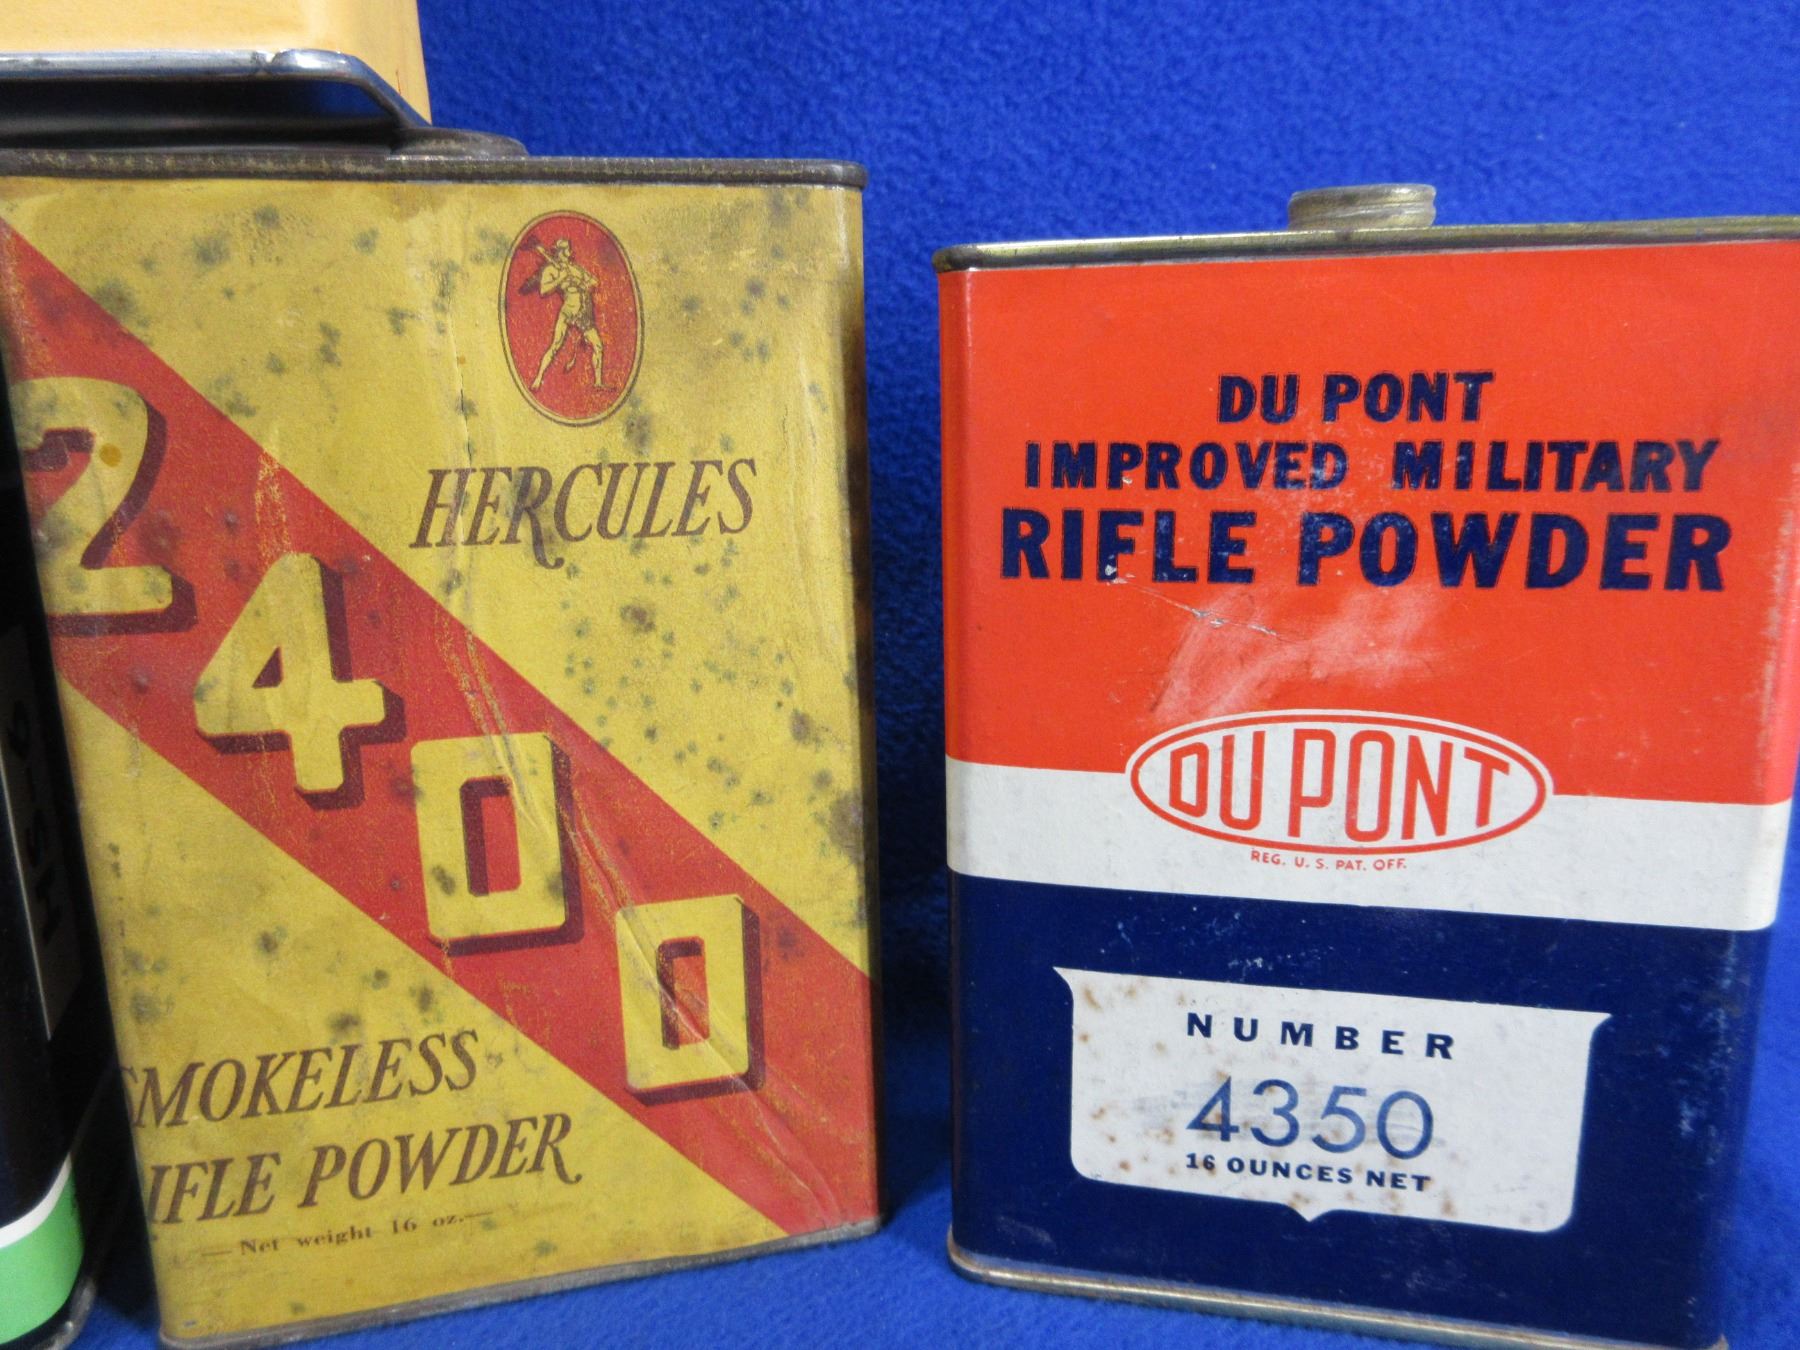 HERCULES
2400
SMOKELESS
RIFLE POWDER
— Net weight 16 oz. —
DU PONT
IMPROVED MILITARY
RIFLE POWDER
DU PONT
REG. U. S. PAT. OFF.
NUMBER
4350
16 OUNCES NET